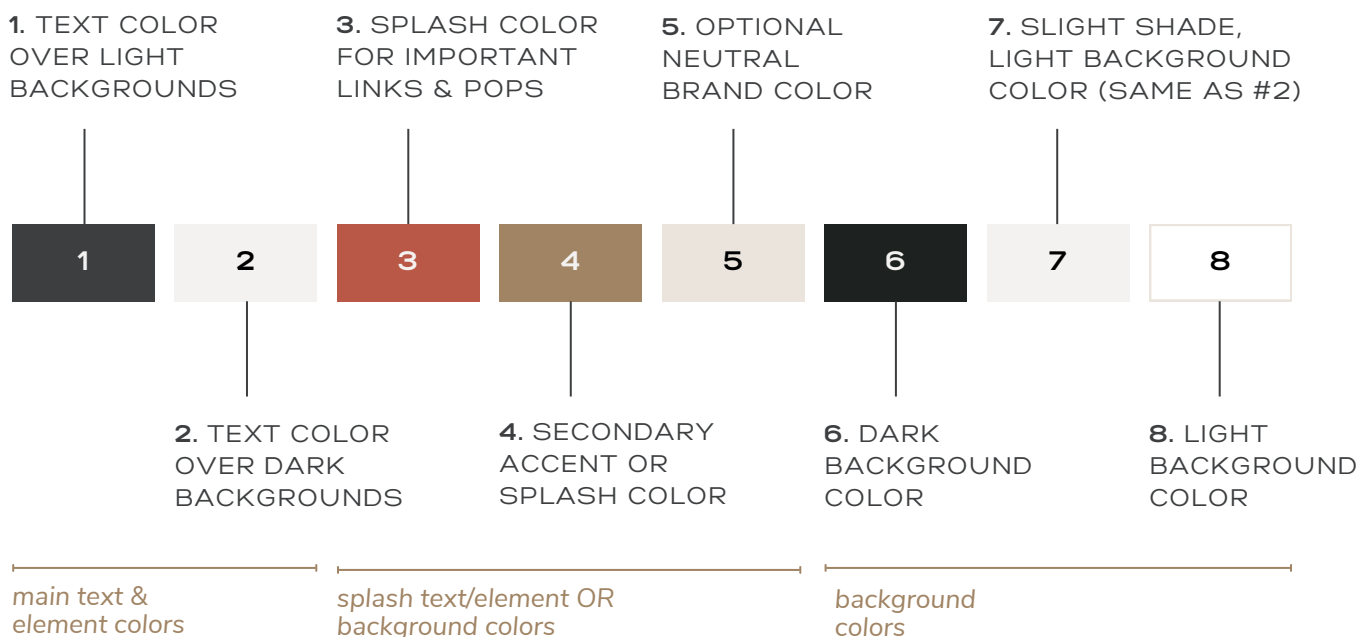 1. TEXT COLOR
OVER LIGHT
BACKGROUNDS
3. SPLASH COLOR
FOR IMPORTANT
LINKS & POPS
5. OPTIONAL
NEUTRAL
BRAND COLOR
7. SLIGHT SHADE,
LIGHT BACKGROUND
COLOR (SAME AS #2)
1
2
3
4
5
6
7
8
2. TEXT COLOR
OVER DARK
BACKGROUNDS
4. SECONDARY
ACCENT OR
SPLASH COLOR
6. DARK
BACKGROUND
COLOR
8. LIGHT
BACKGROUND
COLOR
main text &
element colors
splash text/element OR
background colors
background
colors